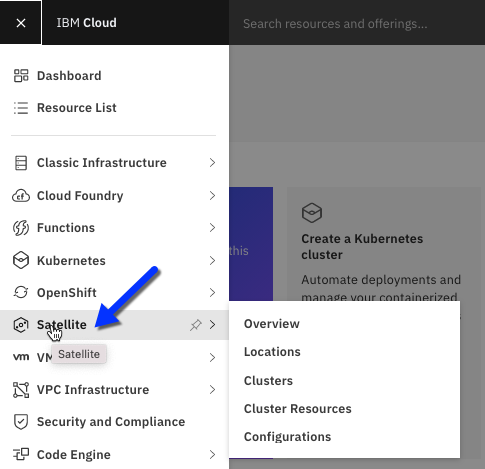 IBM Cloud
Search resources and offerings...
Dashboard
Resource List
Classic Infrastructure
Cloud Foundry
Functions
Kubernetes
OpenShift
Satellite
Satellite
VPC Infrastructure
Security and Compliance
Code Engine
this
Create a Kubernetes
cluster
Automate deployments and
manage your containerized
Overview
Locations
Clusters
Cluster Resources
Configurations